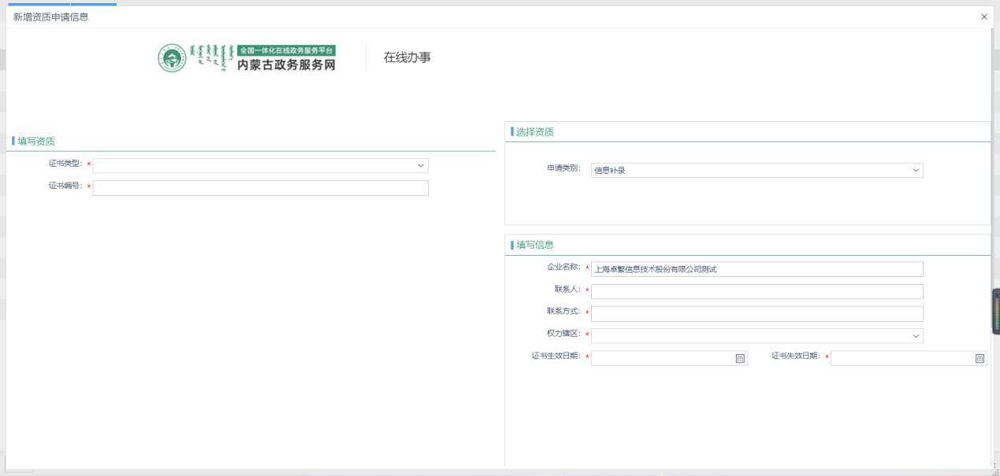 新增资质申请信息
全国一体化在线政务服务平台
内蒙古政务服务网
在线办事
填写资质
证书类型： *
证书编号： *
选择资质
申请类别： 信息补录
填写信息
企业名称： * 上海卓繁信息技术股份有限公司测试
联系人： *
联系方式： *
权力辖区： *
证书生效日期： * 证书失效日期： *